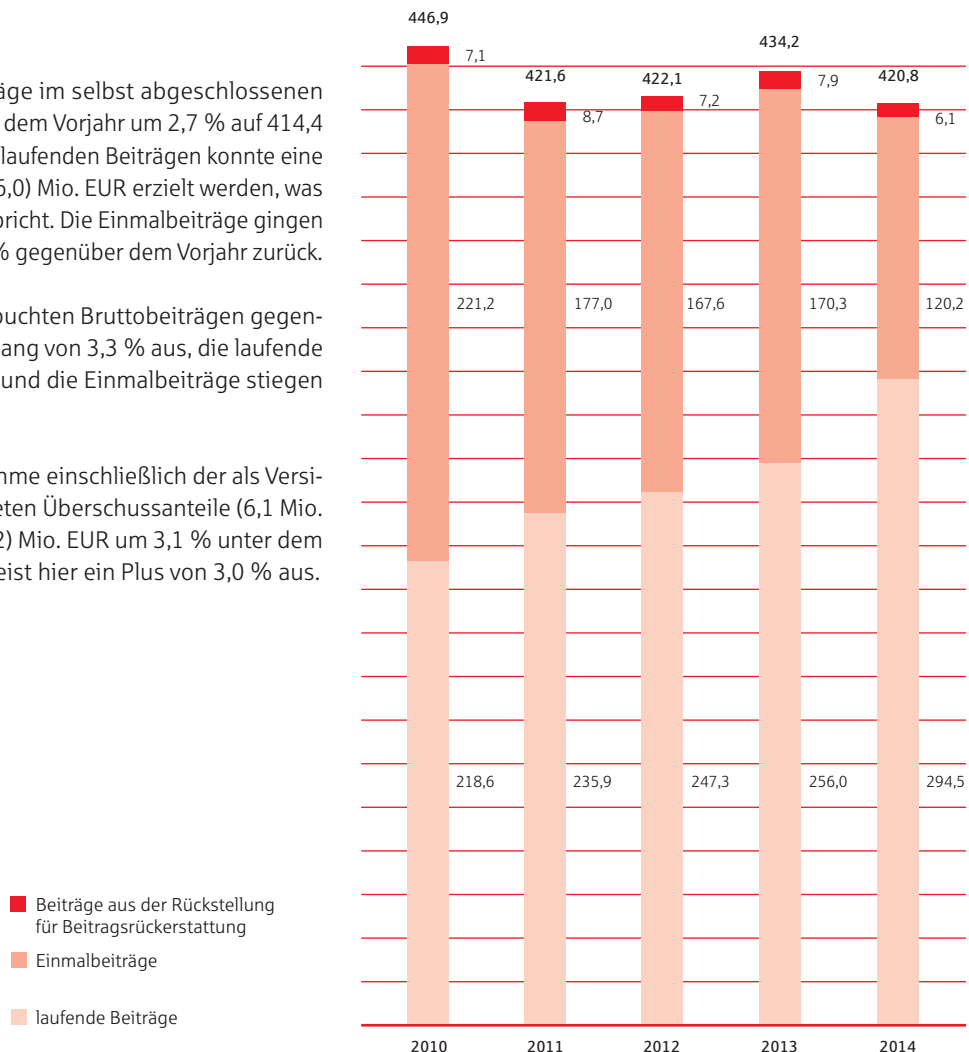 äge im selbst abgeschlossenen
dem Vorjahr um 2,7 % auf 414,4
laufenden Beiträgen konnte eine
6,0) Mio. EUR erzielt werden, was
pricht. Die Einmalbeiträge gingen
% gegenüber dem Vorjahr zurück.
buchten Bruttobeiträgen gegen-
ang von 3,3 % aus, die laufende
und die Einmalbeiträge stiegen
hme einschließlich der als Versi-
eten Überschussanteile (6,1 Mio.
2) Mio. EUR um 3,1 % unter dem
eist hier ein Plus von 3,0 % aus.
446,9
434,2
7,1
421,6
422,1
7,9
420,8
8,7
7,2
6,1
221,2
177,0
167,6
170,3
120,2
218,6
235,9
247,3
256,0
294,5
Beiträge aus der Rückstellung
für Beitragsrückerstattung
Einmalbeiträge
laufende Beiträge
2010
2011
2012
2013
2014